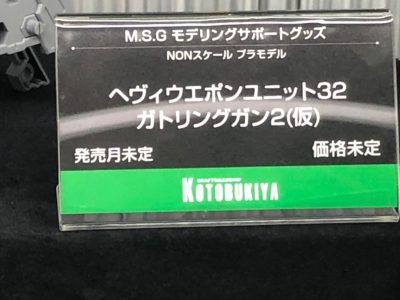 M.S.G モデリングサポートグッズ
NONスケール プラモデル
ヘヴィウエポンユニット32
ガトリングガン2(仮)
発売月未定 価格未定
KOTOBUKIYA